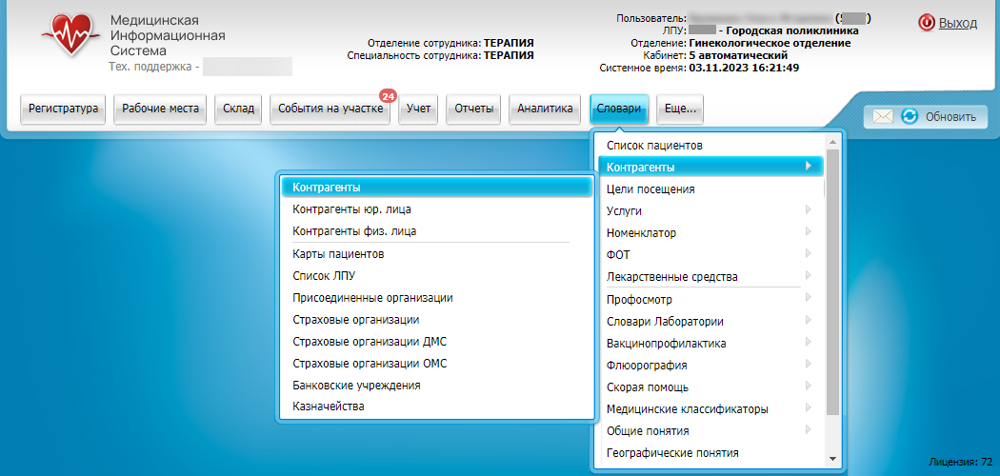 Медицинская
Информационная
Система
Тех. поддержка -
Отделение сотрудника: ТЕРАПИЯ
Специальность сотрудника: ТЕРАПИЯ
Пользователь:
ЛПУ: - Городская поликлиника
Отделение: Гинекологическое отделение
Кабинет: 5 автоматический
Системное время: 03.11.2023 16:21:49
Выход
Регистратура
Рабочие места
Склад
События на участке
24
Учет
Отчеты
Аналитика
Словари
Еще...
Обновить
Список пациентов
Контрагенты
Цели посещения
Услуги
Номенклатор
ФОТ
Лекарственные средства
Профосмотр
Словари Лаборатории
Вакцинопрофилактика
Флюорография
Скорая помощь
Медицинские классификаторы
Общие понятия
Географические понятия
Контрагенты
Контрагенты юр. лица
Контрагенты физ. лица
Карты пациентов
Список ЛПУ
Присоединенные организации
Страховые организации
Страховые организации ДМС
Страховые организации ОМС
Банковские учреждения
Казначейства
Лицензия: 72